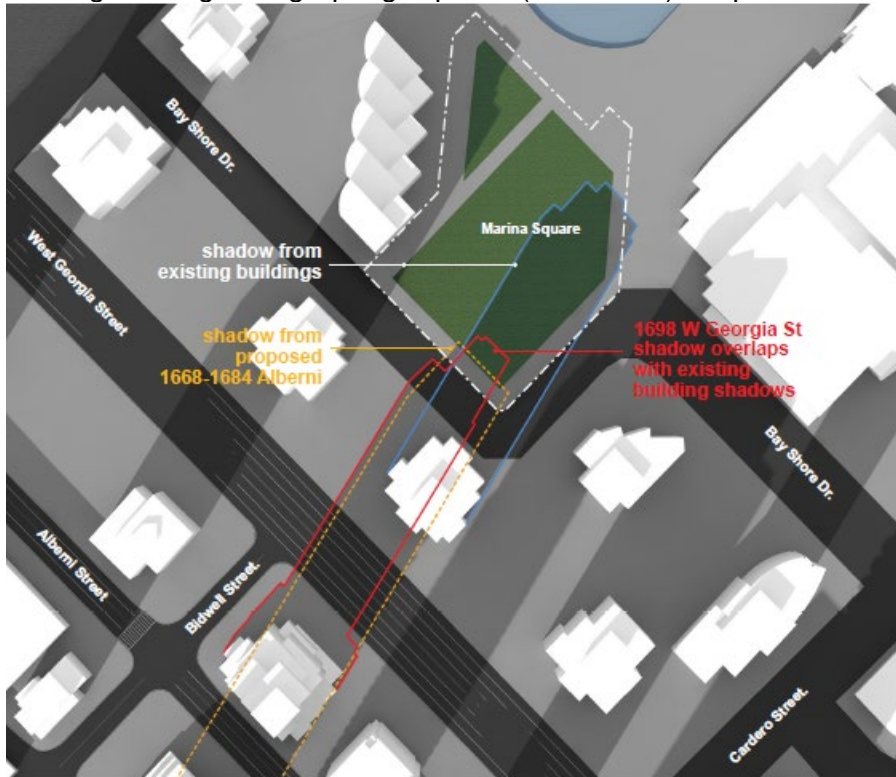 Bay Shore Dr.
West Georgia Street
Marina Square
shadow from
existing buildings
shadow from
proposed
1668-1684 Alberni
1698 W Georgia St
shadow overlaps
with existing
building shadows
Bay Shore Dr.
Alberni Street
Bidwell Street.
Cardero Street.